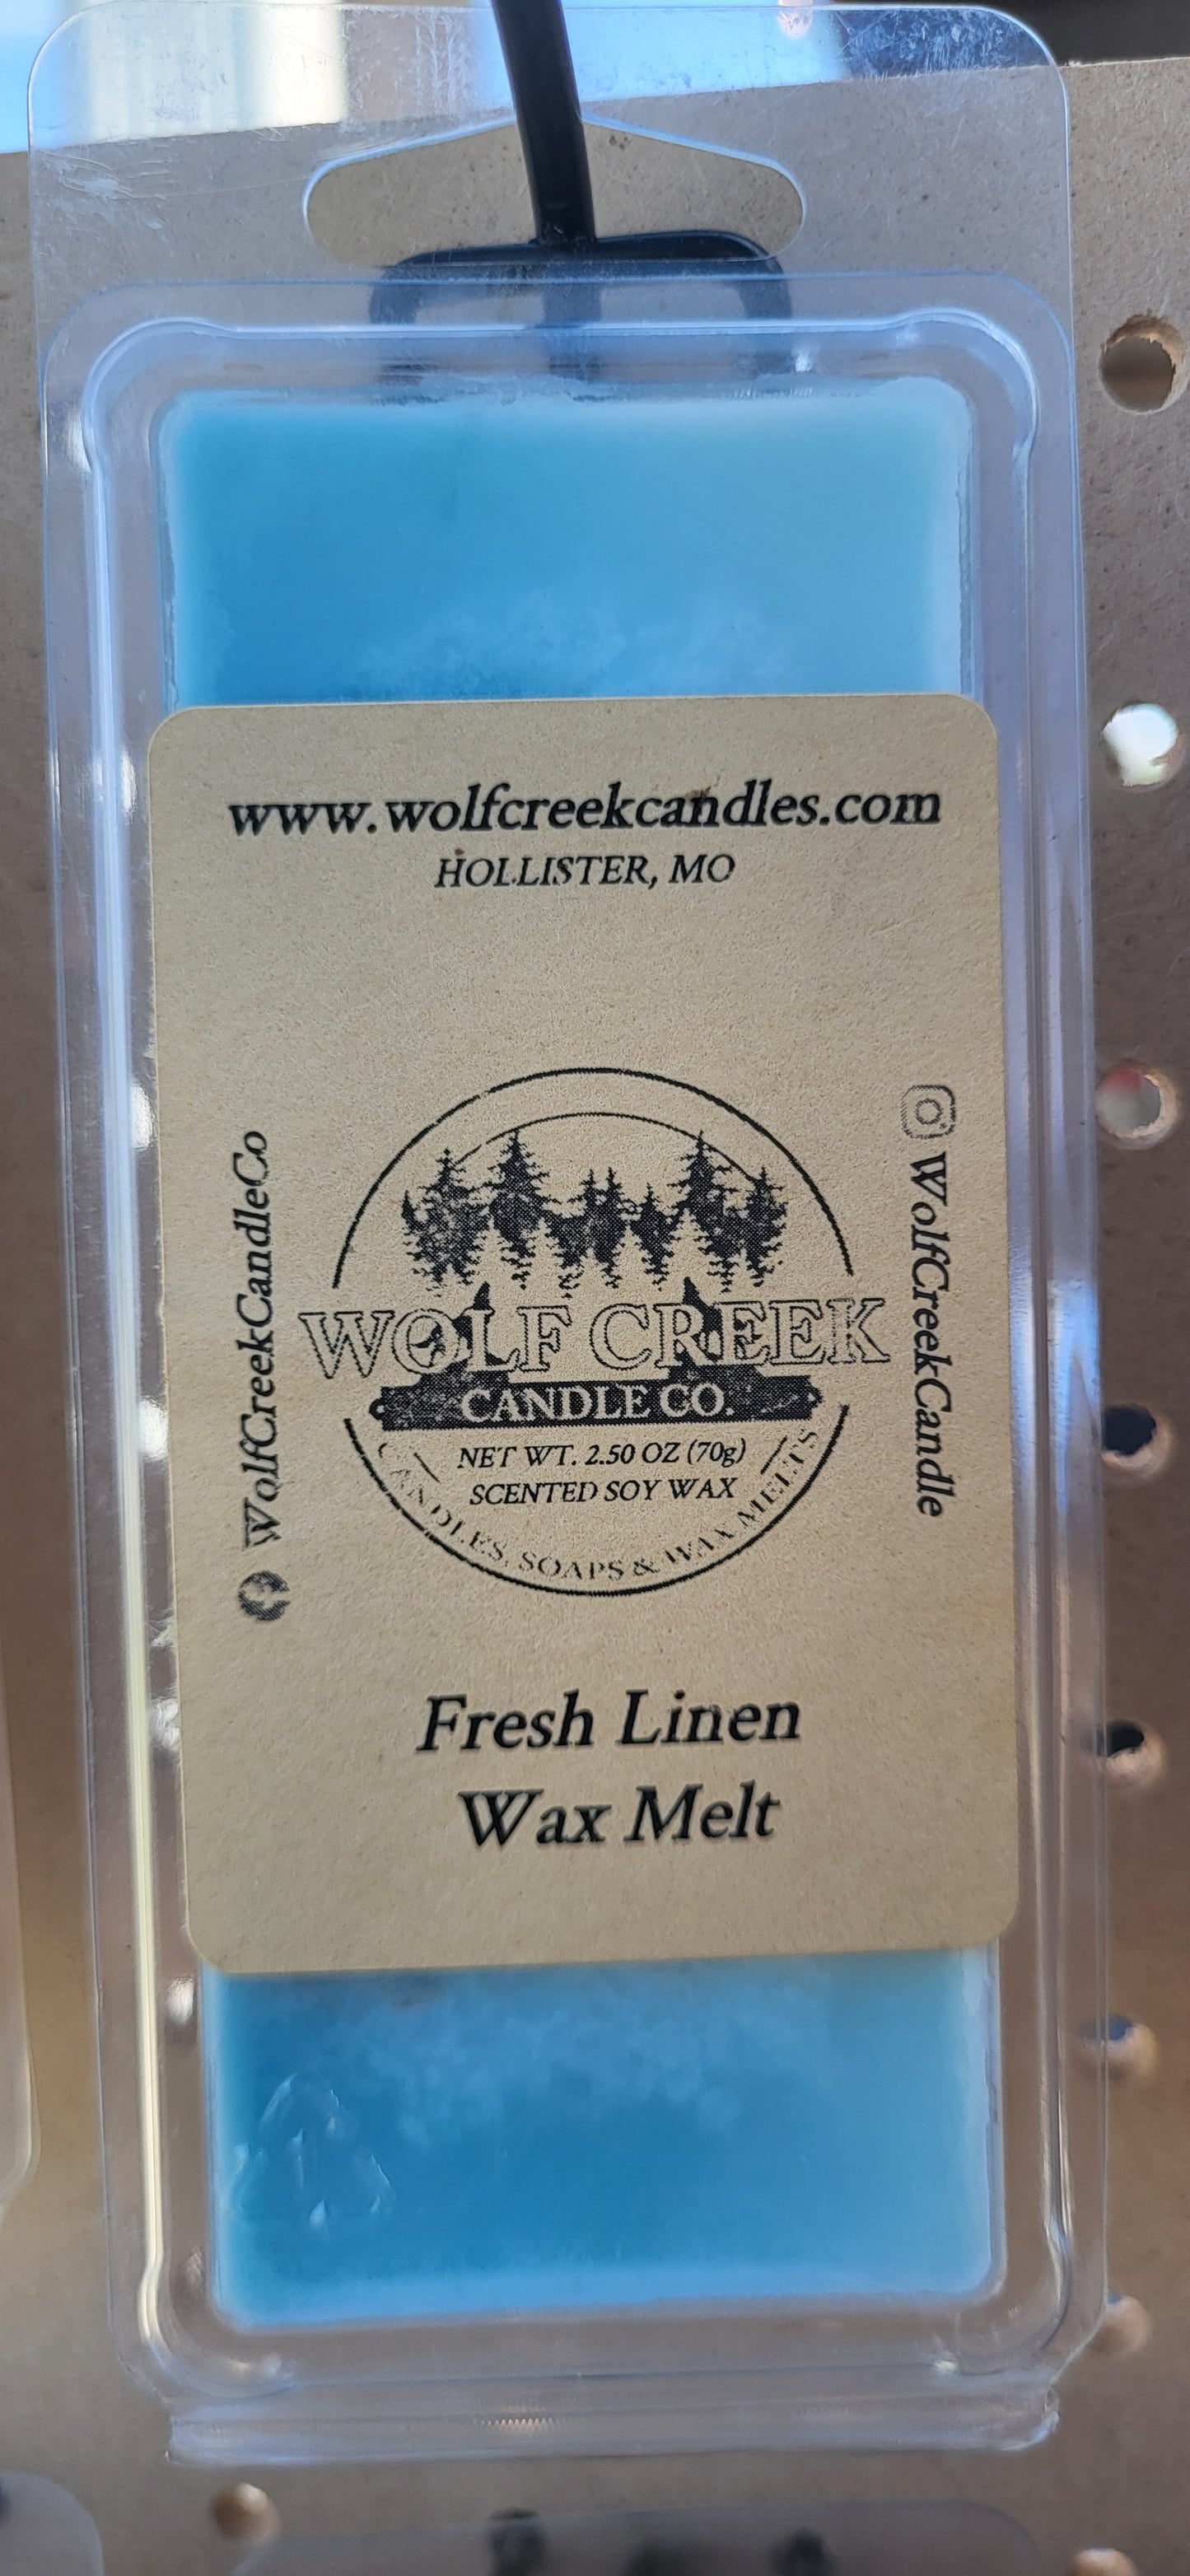 www.wolfcreekcandles.com
HOLLISTER, MO
WOLF CREEK
CANDLE CO.
NET WT. 2.50 OZ (70g)
SCENTED SOY WAX
CANDLES, SOAPS & WAX MELTS
WolfCreekCandleCo
WolfCreekCandle
Fresh Linen
Wax Melt